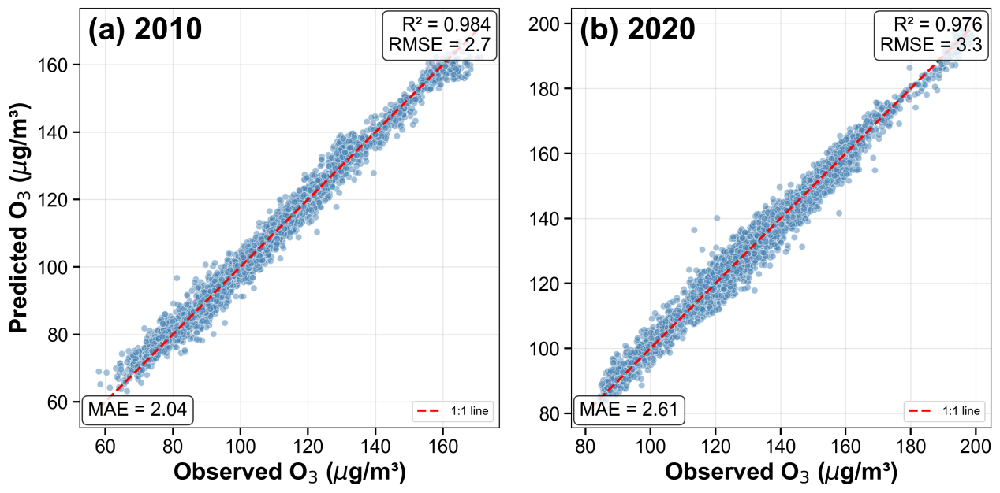 (a) 2010
R² = 0.984
RMSE = 2.7
160
140
120
100
80
60
Predicted O₃ (μg/m³)
MAE = 2.04
1:1 line
60 80 100 120 140 160
Observed O₃ (μg/m³)
(b) 2020
R² = 0.976
RMSE = 3.3
200
180
160
140
120
100
80
MAE = 2.61
1:1 line
80 100 120 140 160 180 200
Observed O₃ (μg/m³)